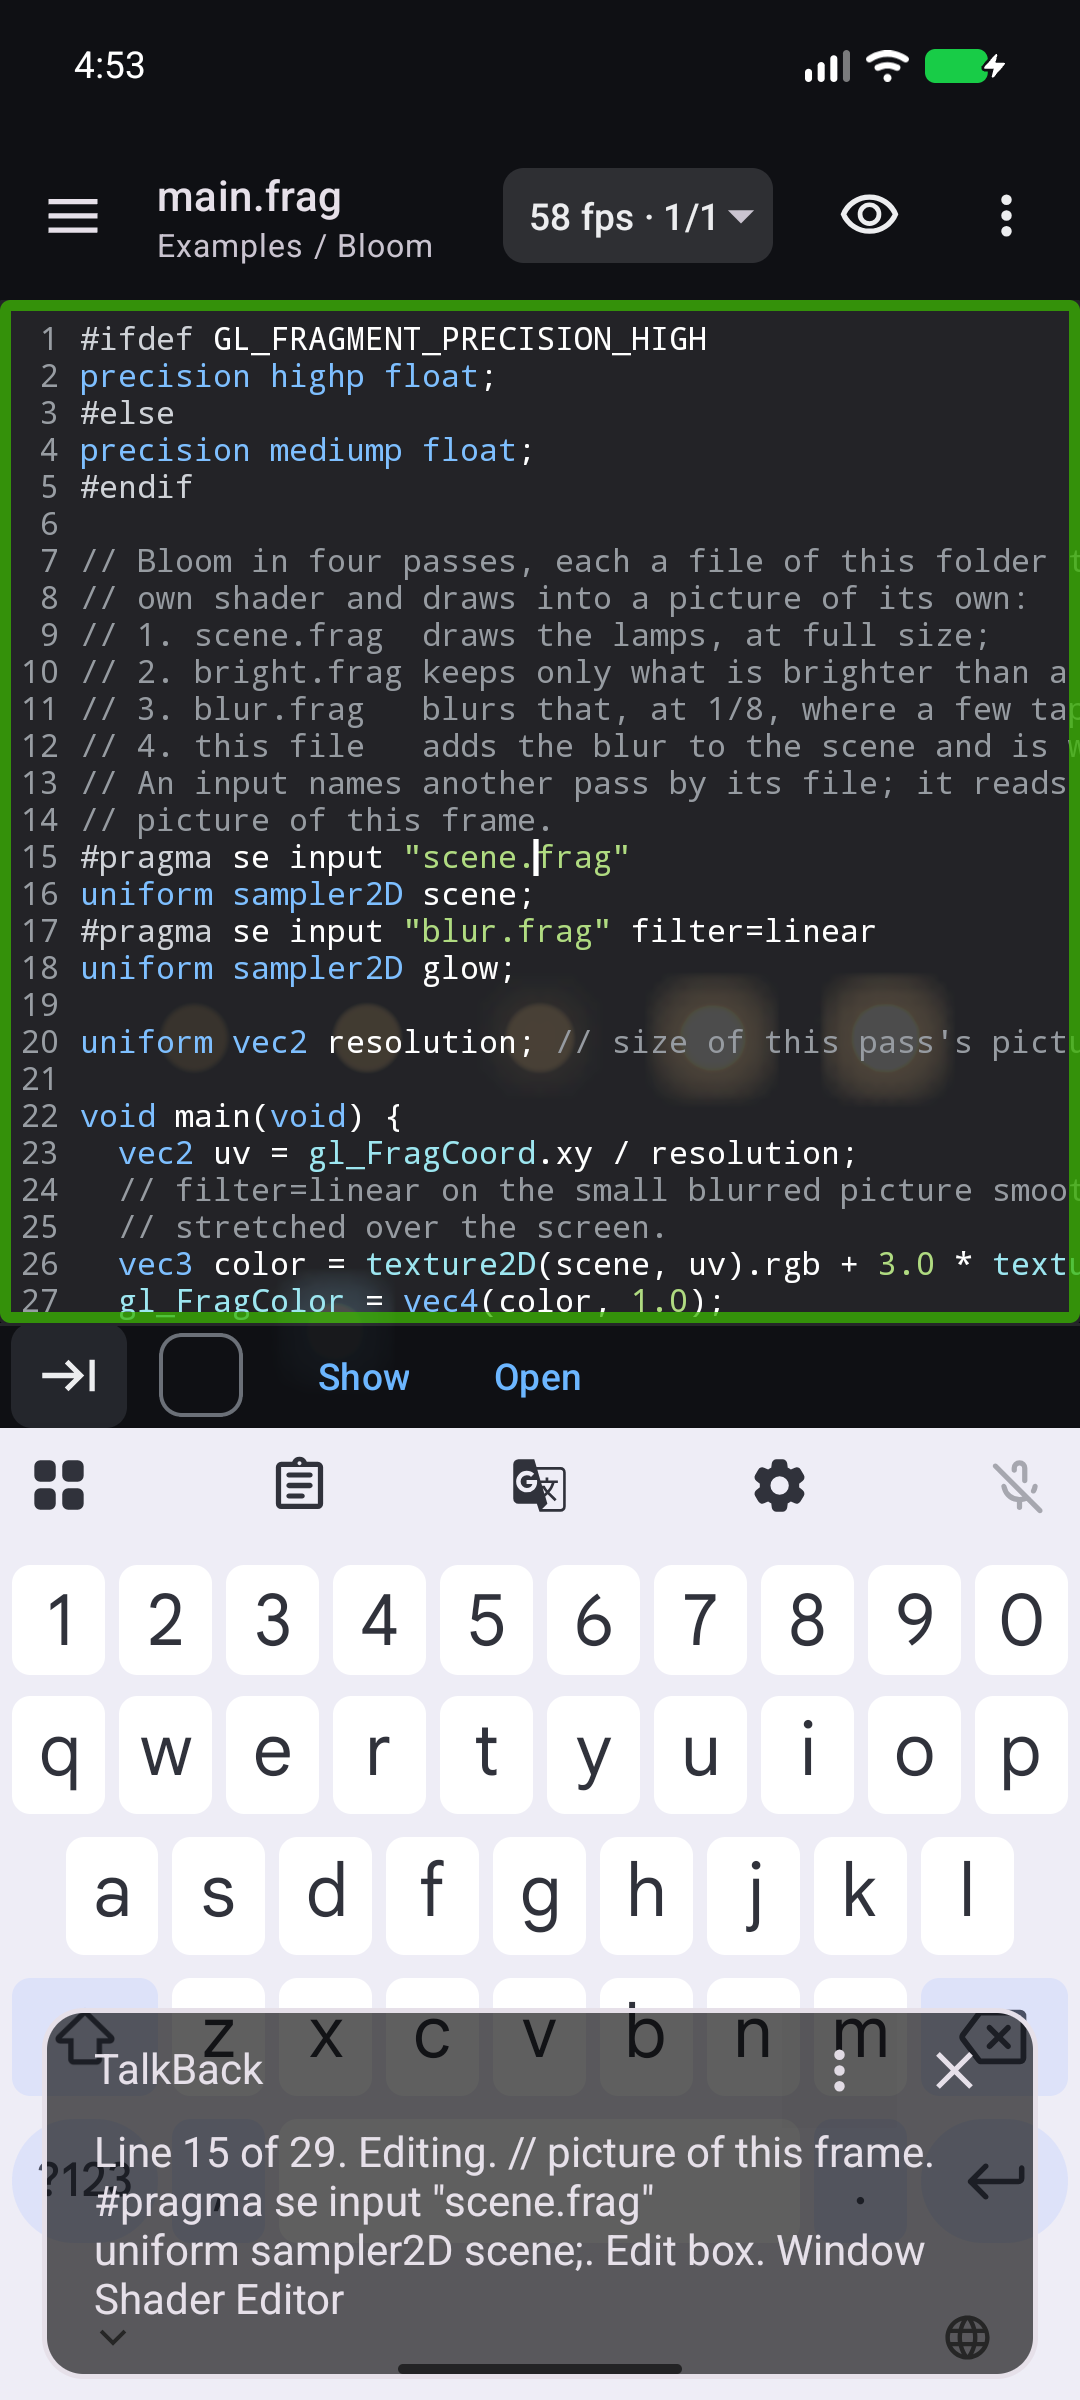 4:53
main.frag
Examples / Bloom
58 fps · 1/1
1 #ifdef GL_FRAGMENT_PRECISION_HIGH
2 precision highp float;
3 #else
4 precision mediump float;
5 #endif
6
7 // Bloom in four passes, each a file of this folder
8 // own shader and draws into a picture of its own:
9 // 1. scene.frag  draws the lamps, at full size;
10 // 2. bright.frag keeps only what is brighter than a
11 // 3. blur.frag   blurs that, at 1/8, where a few tap
12 // 4. this file   adds the blur to the scene and is w
13 // An input names another pass by its file; it reads
14 // picture of this frame.
15 #pragma se input "scene.frag"
16 uniform sampler2D scene;
17 #pragma se input "blur.frag" filter=linear
18 uniform sampler2D glow;
19
20 uniform vec2 resolution; // size of this pass's pictu
21
22 void main(void) {
23   vec2 uv = gl_FragCoord.xy / resolution;
24   // filter=linear on the small blurred picture smoot
25   // stretched over the screen.
26   vec3 color = texture2D(scene, uv).rgb + 3.0 * textu
27   gl_FragColor = vec4(color, 1.0);
Show Open
1 2 3 4 5 6 7 8 9 0
q w e r t y u i o p
a s d f g h j k l
z x c v b n m
?123 , .
TalkBack
Line 15 of 29. Editing. // picture of this frame.
#pragma se input "scene.frag"
uniform sampler2D scene;. Edit box. Window
Shader Editor